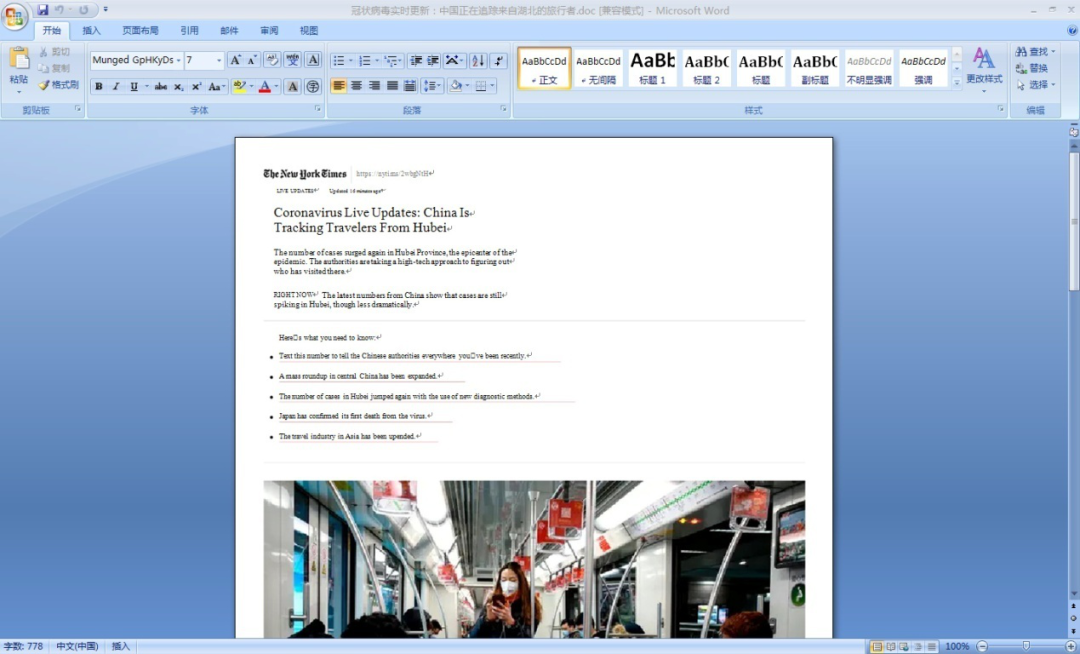 冠状病毒实时更新：中国正在追踪来自湖北的旅行者.doc [兼容模式] - Microsoft Word
开始 插入 页面布局 引用 邮件 审阅 视图
粘贴
剪切
复制
格式刷
剪贴板
Munged GpHKyDs 7
字体
段落
AaBbCcDd AaBbCcDd AaBb AaBbC AaBbC AaBbC AaBbCcDd AaBbCcDd
正文 无间隔 标题 1 标题 2 标题 副标题 不明显强调 强调
更改样式
样式
查找
替换
选择
编辑
The New York Times
LIVE UPDATES
Coronavirus Live Updates: China Is
Tracking Travelers From Hubei
The number of cases surged again in Hubei Province, the epicenter of the
epidemic. The authorities are taking a high-tech approach to figuring out
who has visited there.
RIGHT NOW The latest numbers from China show that cases are still
spiking in Hubei, though less dramatically.
Here□s what you need to know:
Text this number to tell the Chinese authorities everywhere you□ve been recently.
A mass roundup in central China has been expanded.
The number of cases in Hubei jumped again with the use of new diagnostic methods.
Japan has confirmed its first death from the virus.
The travel industry in Asia has been upended.
字数: 778 中文(中国) 插入 100%